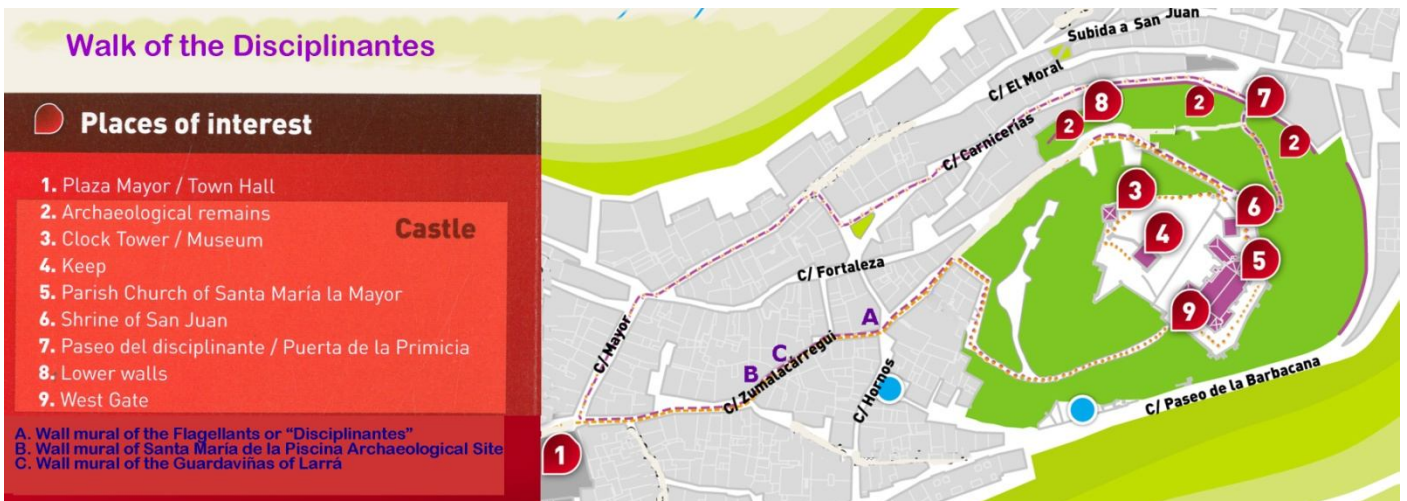 Walk of the Disciplinantes
Places of interest
1. Plaza Mayor / Town Hall
2. Archaeological remains
3. Clock Tower / Museum
4. Keep
5. Parish Church of Santa María la Mayor
6. Shrine of San Juan
7. Paseo del disciplinante / Puerta de la Primicia
8. Lower walls
9. West Gate
Castle
A. Wall mural of the Flagellants or “Disciplinantes”
B. Wall mural of Santa María de la Piscina Archaeological Site
C. Wall mural of the Guardaviñas of Larrá
Subida a San Juan
C/ El Moral
C/ Carnicerías
8
2
7
2
2
3
6
4
5
9
C/ Fortaleza
A
C/ Mayor
C
B
C/ Zumalacárregui
C/ Hornos
C/ Paseo de la Barbacana
1